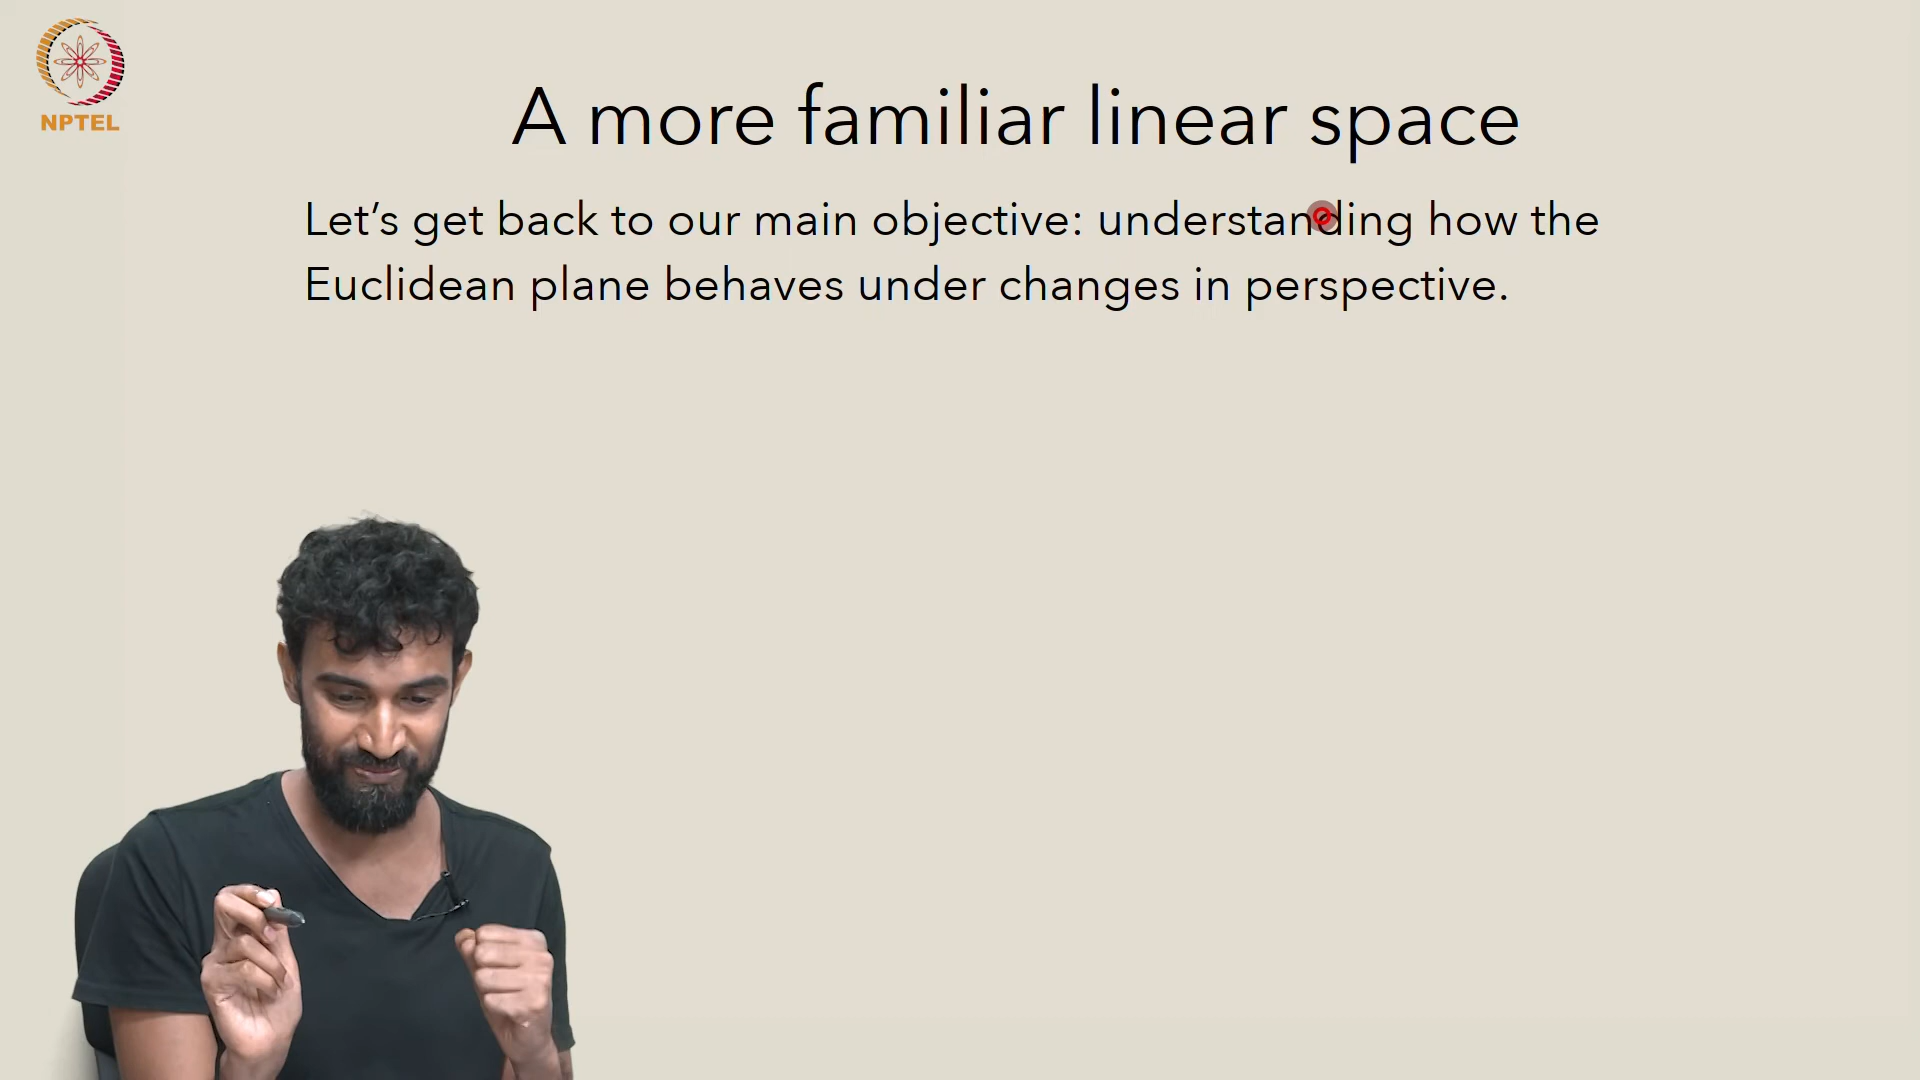 NPTEL
A more familiar linear space
Let’s get back to our main objective: understanding how the
Euclidean plane behaves under changes in perspective.